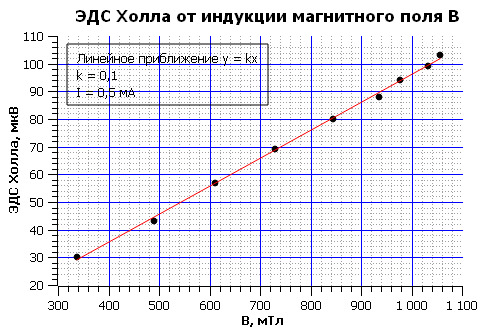 ЭДС Холла от индукции магнитного поля В
Линейное приближение y = kx
k = 0,1
I = 0,5 мА
ЭДС Холла, мкВ
110
100
90
80
70
60
50
40
30
20
300 400 500 600 700 800 900 1 000 1 100
В, мТл